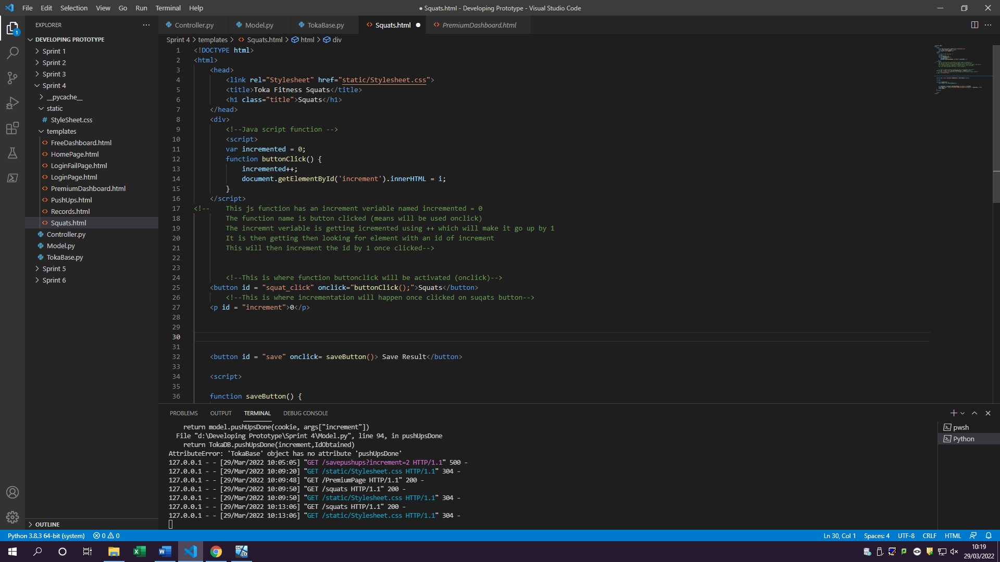 File Edit Selection View Go Run Terminal Help
● Squats.html - Developing Prototype - Visual Studio Code
EXPLORER
Controller.py Model.py TokaBase.py Squats.html PremiumDashboard.html
DEVELOPING PROTOTYPE
Sprint 1
Sprint 2
Sprint 3
Sprint 4
__pycache__
static
# StyleSheet.css
templates
FreeDashboard.html
HomePage.html
LoginFailPage.html
LoginPage.html
PremiumDashboard.html
PushUps.html
Records.html
Squats.html
Controller.py
Model.py
TokaBase.py
Sprint 5
Sprint 6
OUTLINE
1
Sprint 4 > templates > Squats.html > html > div
1 <!DOCTYPE html>
2 <html>
3 <head>
4 <link rel="Stylesheet" href="static/Stylesheet.css">
5 <title>Toka Fitness Squats</title>
6 <h1 class="title">Squats</h1>
7 </head>
8 <div>
9 <!--Java script function -->
10 <script>
11 var incremented = 0;
12 function buttonClick() {
13 incremented++;
14 document.getElementById('increment').innerHTML = i;
15 }
16 </script>
17 <!-- This js function has an increment veriable named incremented = 0
18 The function name is button clicked (means will be used onclick)
19 The incremnt veriable is getting icremented using ++ which will make it go up by 1
20 It is then getting then looking for element with an id of increment
21 This will then increment the id by 1 once clicked-->
22
23
24 <!--This is where function buttonclick will be activated (onclick)-->
25 <button id = "squat_click" onclick="buttonClick();">Squats</button>
26 <!--This is where incrementation will happen once clicked on suqats button-->
27 <p id = "increment">0</p>
28
29
30
31
32 <button id = "save" onclick= saveButton()> Save Result</button>
33
34 <script>
35
36 function saveButton() {
PROBLEMS OUTPUT TERMINAL DEBUG CONSOLE
return model.pushUpsDone(cookie, args["increment"])
File "d:\Developing Prototype\Sprint 4\Model.py", line 94, in pushUpsDone
return TokaDB.pushUpsDone(increment,IdObtained)
AttributeError: 'TokaBase' object has no attribute 'pushUpsDone'
127.0.0.1 - - [29/Mar/2022 10:05:05] "GET /savepushups?increment=2 HTTP/1.1" 500 -
127.0.0.1 - - [29/Mar/2022 10:09:20] "GET /static/Stylesheet.css HTTP/1.1" 304 -
127.0.0.1 - - [29/Mar/2022 10:09:48] "GET /PremiumPage HTTP/1.1" 200 -
127.0.0.1 - - [29/Mar/2022 10:09:50] "GET /squats HTTP/1.1" 200 -
127.0.0.1 - - [29/Mar/2022 10:09:50] "GET /static/Stylesheet.css HTTP/1.1" 304 -
127.0.0.1 - - [29/Mar/2022 10:13:06] "GET /squats HTTP/1.1" 200 -
127.0.0.1 - - [29/Mar/2022 10:13:06] "GET /static/Stylesheet.css HTTP/1.1" 304 -
pwsh
Python
Python 3.8.3 64-bit (system) 0 0
Ln 30, Col 1 Spaces: 4 UTF-8 CRLF HTML
10:19
29/03/2022